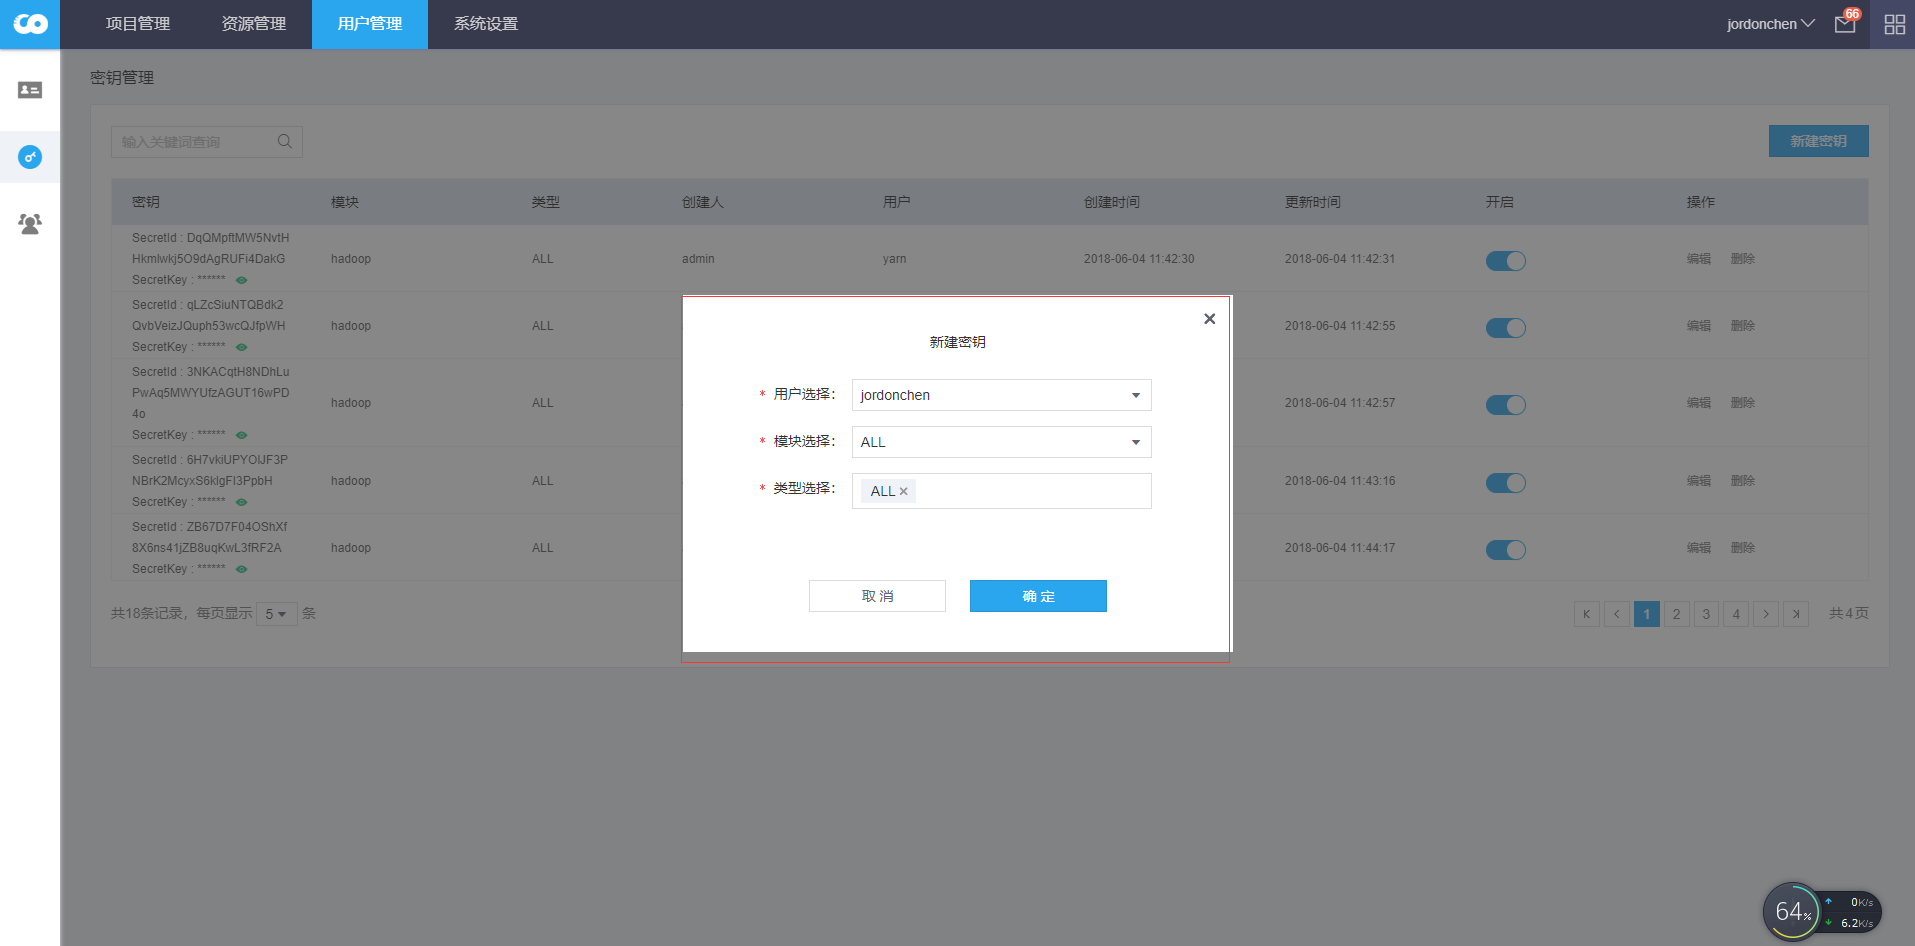 项目管理 资源管理 用户管理 系统设置 jordonchen 66
密钥管理
输入关键词查询 新建密钥
密钥 模块 类型 创建人 用户 创建时间 更新时间 开启 操作
SecretId : DqQMpftMW5NvtH
HkmIwkj5O9dAgRUFi4DakG hadoop ALL admin yarn 2018-06-04 11:42:30 2018-06-04 11:42:31 编辑 删除
SecretKey : ******
SecretId : qLZcSiuNTQBdk2
QvbVeizJQuph53wcQJfpWH hadoop ALL 2018-06-04 11:42:55 编辑 删除
SecretKey : ******
SecretId : 3NKACqtH8NDhLu
PwAq5MWYUfzAGUT16wPD
4o hadoop ALL 2018-06-04 11:42:57 编辑 删除
SecretKey : ******
SecretId : 6H7vkiUPYOIJF3P
NBrK2McyxS6klgFI3PpbH hadoop ALL 2018-06-04 11:43:16 编辑 删除
SecretKey : ******
SecretId : ZB67D7F04OShXf
8X6ns41jZB8uqKwL3fRF2A hadoop ALL 2018-06-04 11:44:17 编辑 删除
SecretKey : ******
共18条记录，每页显示 5 条 1 2 3 4 共4页
新建密钥
* 用户选择： jordonchen
* 模块选择： ALL
* 类型选择： ALL ×
取 消 确 定
64% 0K/s
6.2K/s